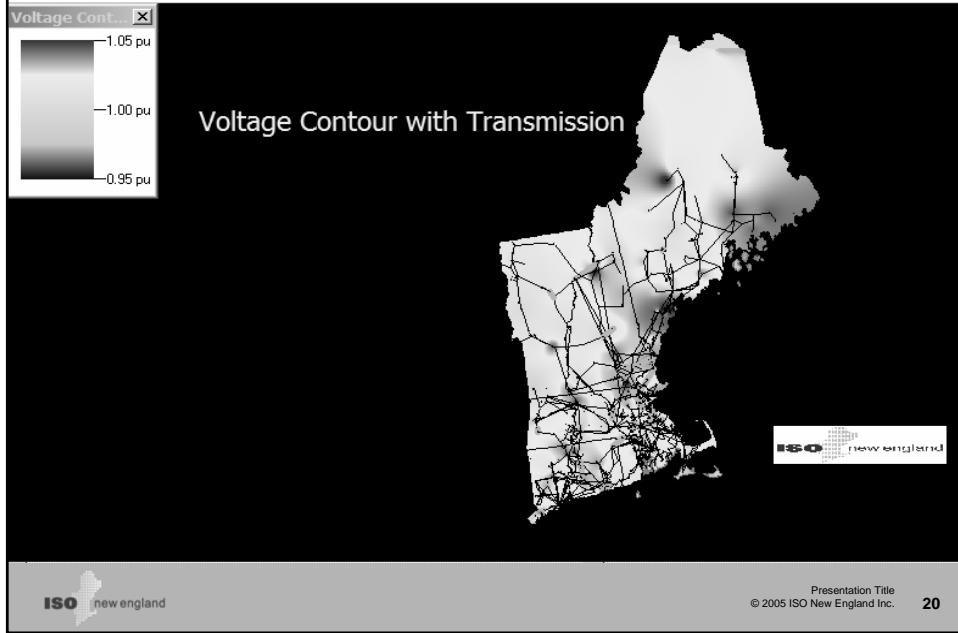 Voltage Cont...
1.05 pu
1.00 pu
0.95 pu
Voltage Contour with Transmission
ISO new england
ISO new england
Presentation Title
© 2005 ISO New England Inc.
20